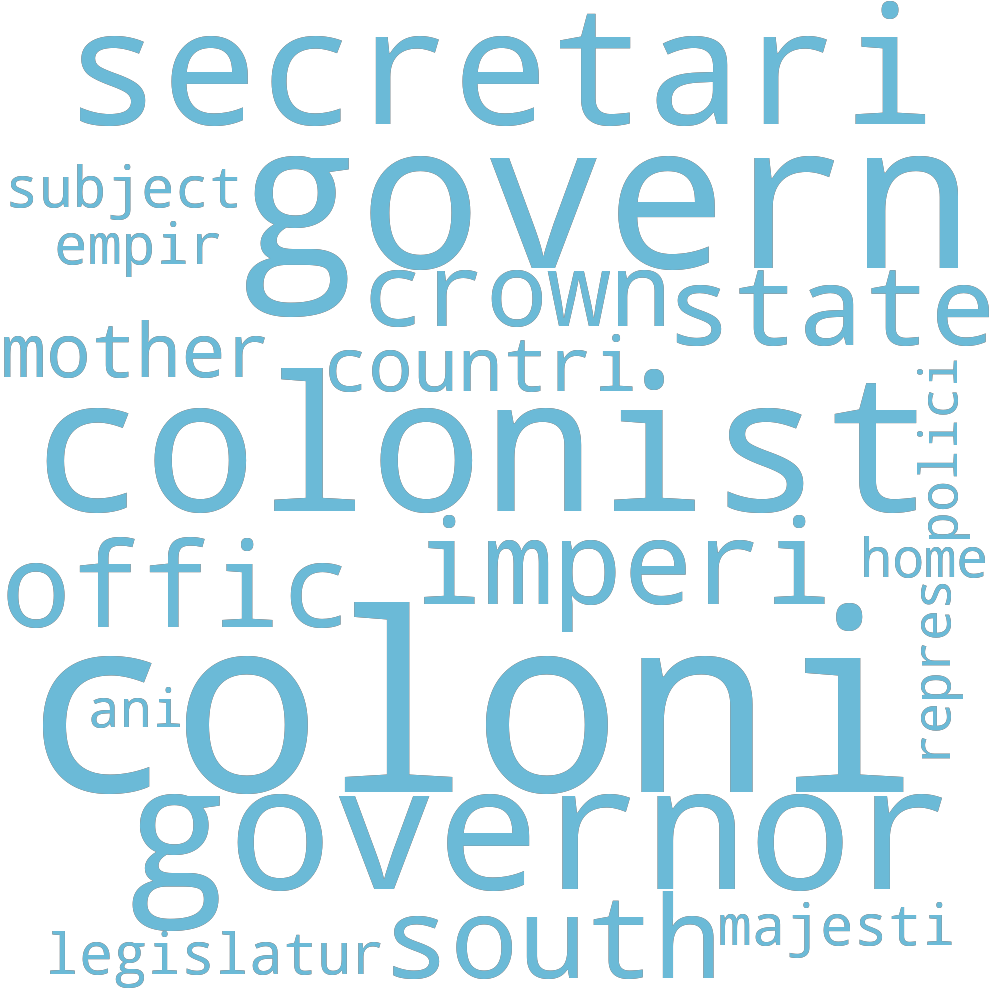 secretari
govern
subject
empir
crown
state
mother
countri
colonist
polici
imperi
offic
home
repres
coloni
ani
governor
south
majesti
legislatur